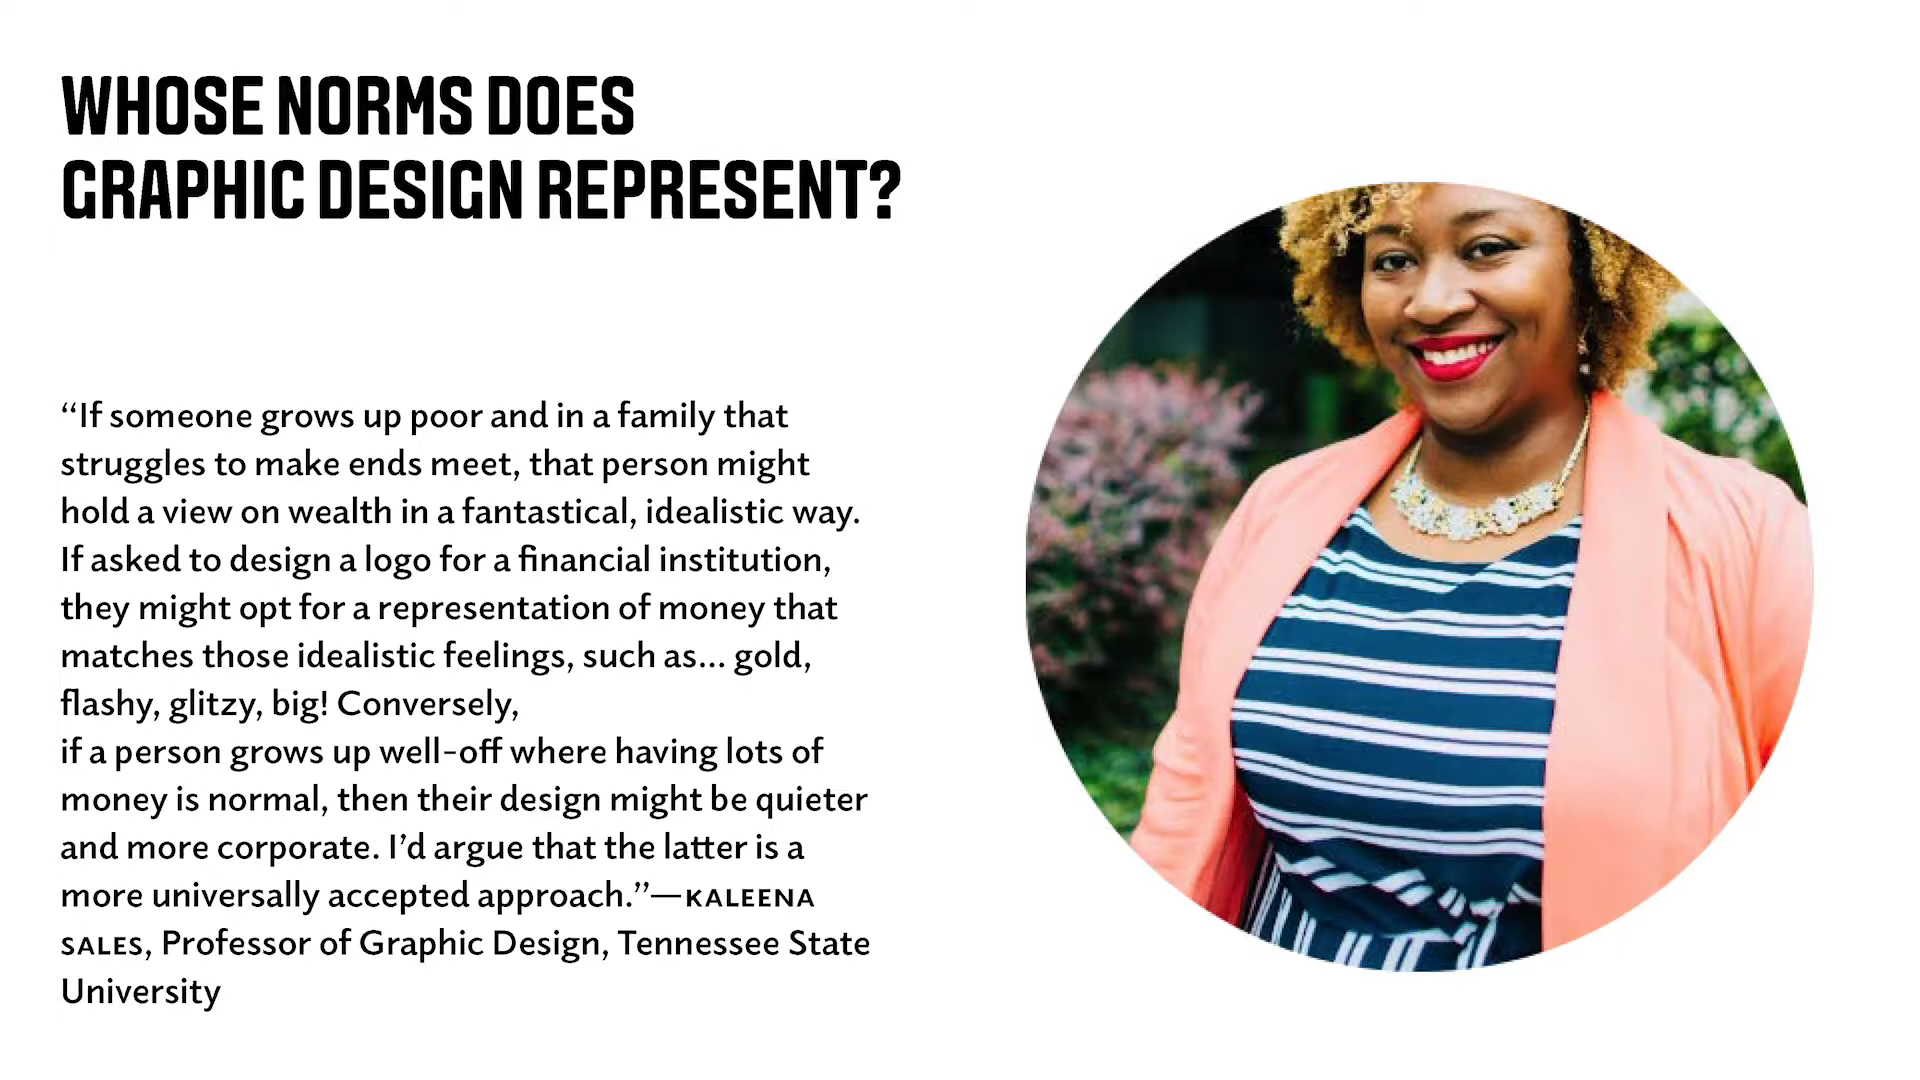 WHOSE NORMS DOES
GRAPHIC DESIGN REPRESENT?
“If someone grows up poor and in a family that
struggles to make ends meet, that person might
hold a view on wealth in a fantastical, idealistic way.
If asked to design a logo for a financial institution,
they might opt for a representation of money that
matches those idealistic feelings, such as... gold,
flashy, glitzy, big! Conversely,
if a person grows up well-off where having lots of
money is normal, then their design might be quieter
and more corporate. I’d argue that the latter is a
more universally accepted approach.”—KALEENA
SALES, Professor of Graphic Design, Tennessee State
University